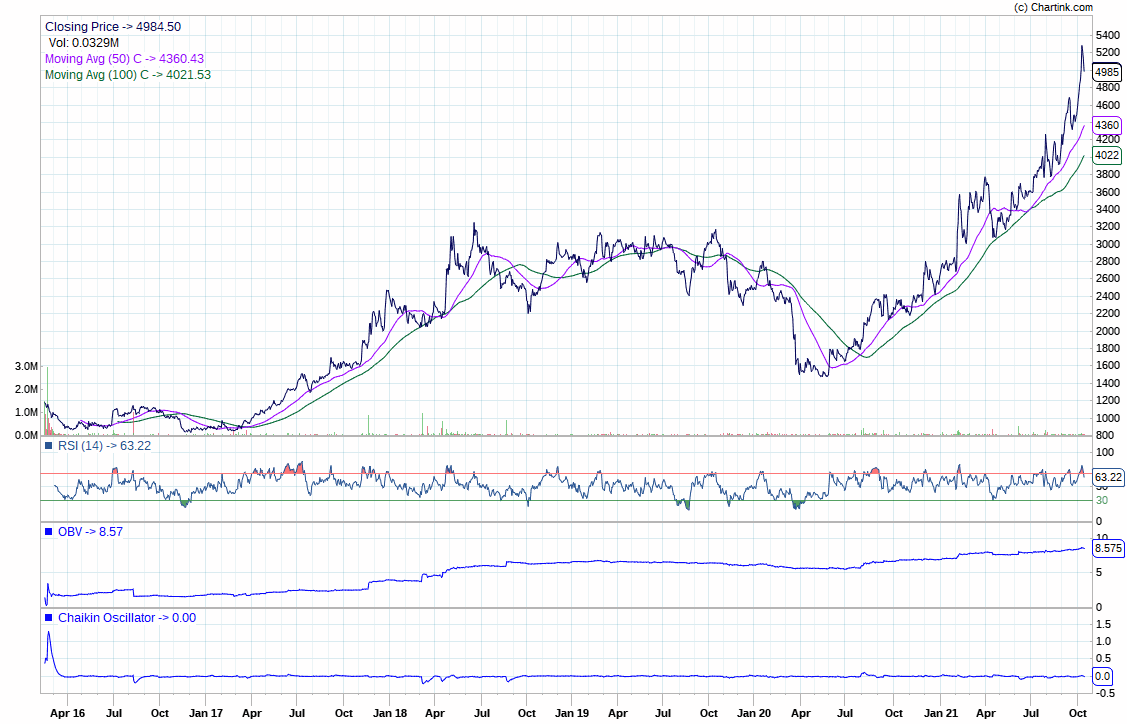 (c) Chartink.com
Closing Price -> 4984.50
Vol: 0.0329M
Moving Avg (50) C -> 4360.43
Moving Avg (100) C -> 4021.53
5400
5200
4985
4800
4600
4360
4200
4022
3800
3600
3400
3200
3000
2800
2600
2400
2200
2000
1800
1600
1400
1200
1000
800
3.0M
2.0M
1.0M
0.0M
RSI (14) -> 63.22
100
63.22
50
30
0
OBV -> 8.57
10
8.575
5
0
Chaikin Oscillator -> 0.00
1.5
1.0
0.5
0.0
-0.5
Apr 16 Jul Oct Jan 17 Apr Jul Oct Jan 18 Apr Jul Oct Jan 19 Apr Jul Oct Jan 20 Apr Jul Oct Jan 21 Apr Jul Oct